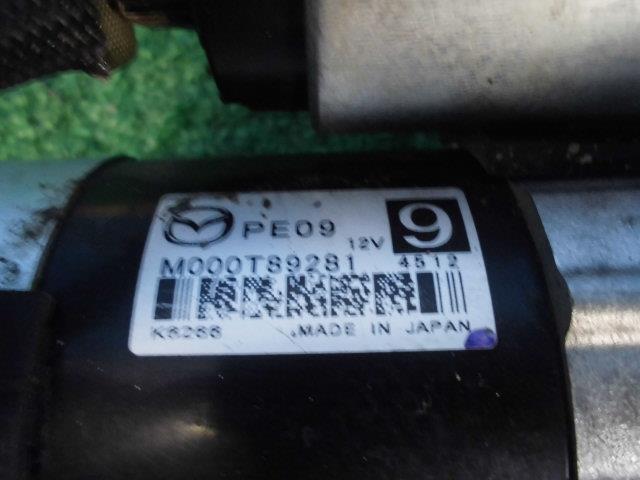 PE09 12V 9
M000T89281 4512
K6266 MADE IN JAPAN